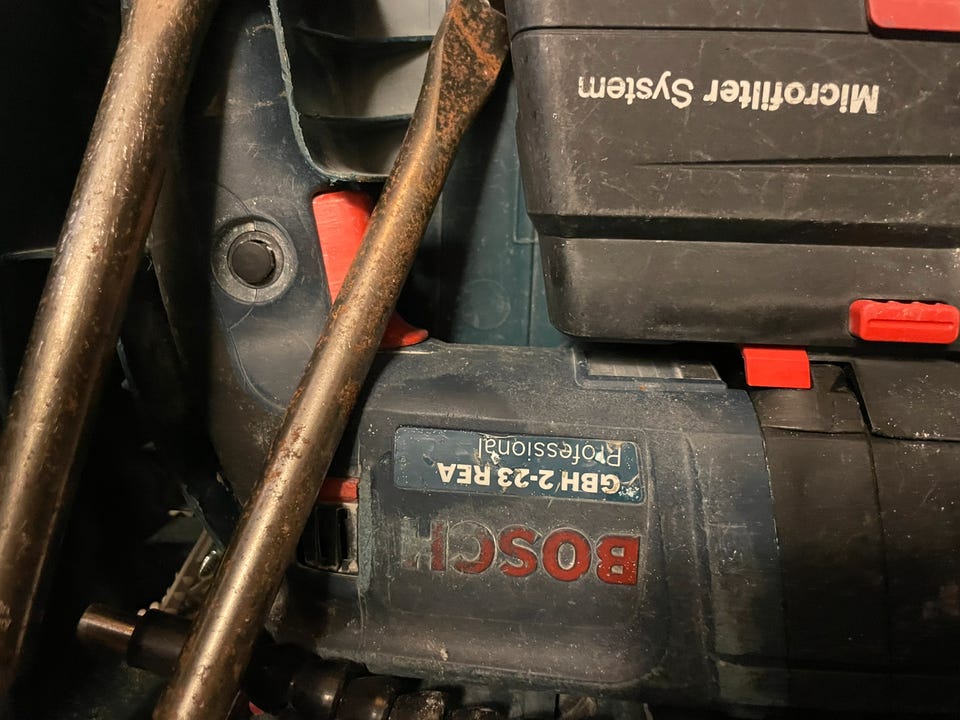 Microfilter System
BOSCH
GBH 2-23 REA
Professional